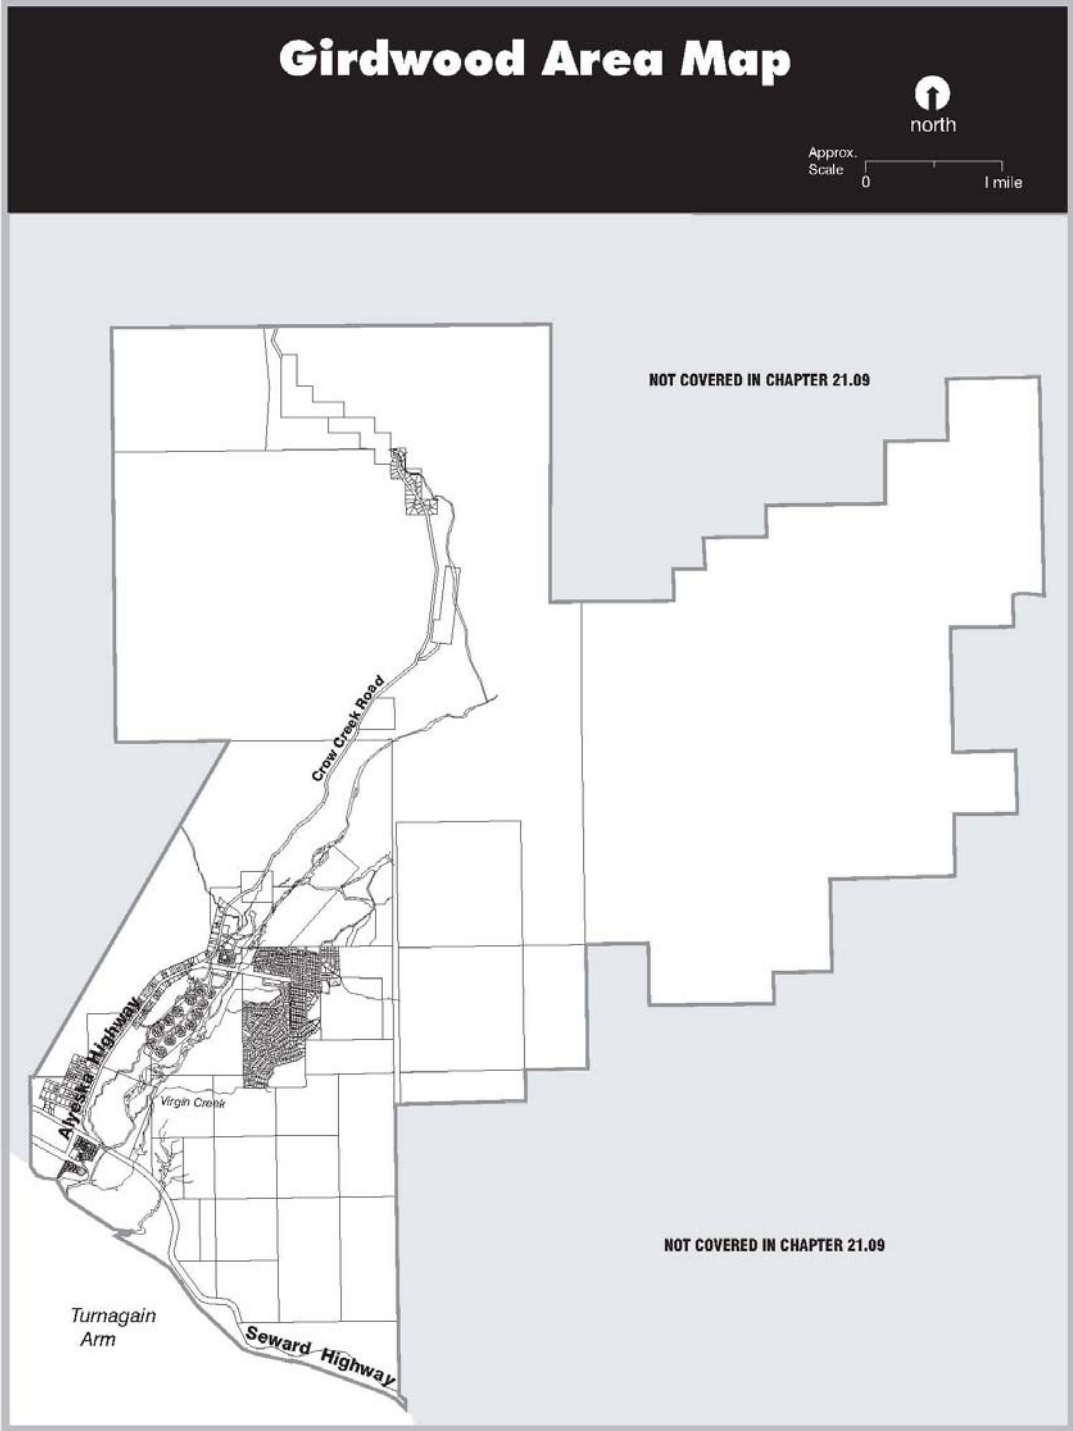 Girdwood Area Map
north
Approx.
Scale
0
1 mile
NOT COVERED IN CHAPTER 21.09
Crow Creek Road
Alyeska Highway
Virgin Creek
NOT COVERED IN CHAPTER 21.09
Turnagain
Arm
Seward Highway